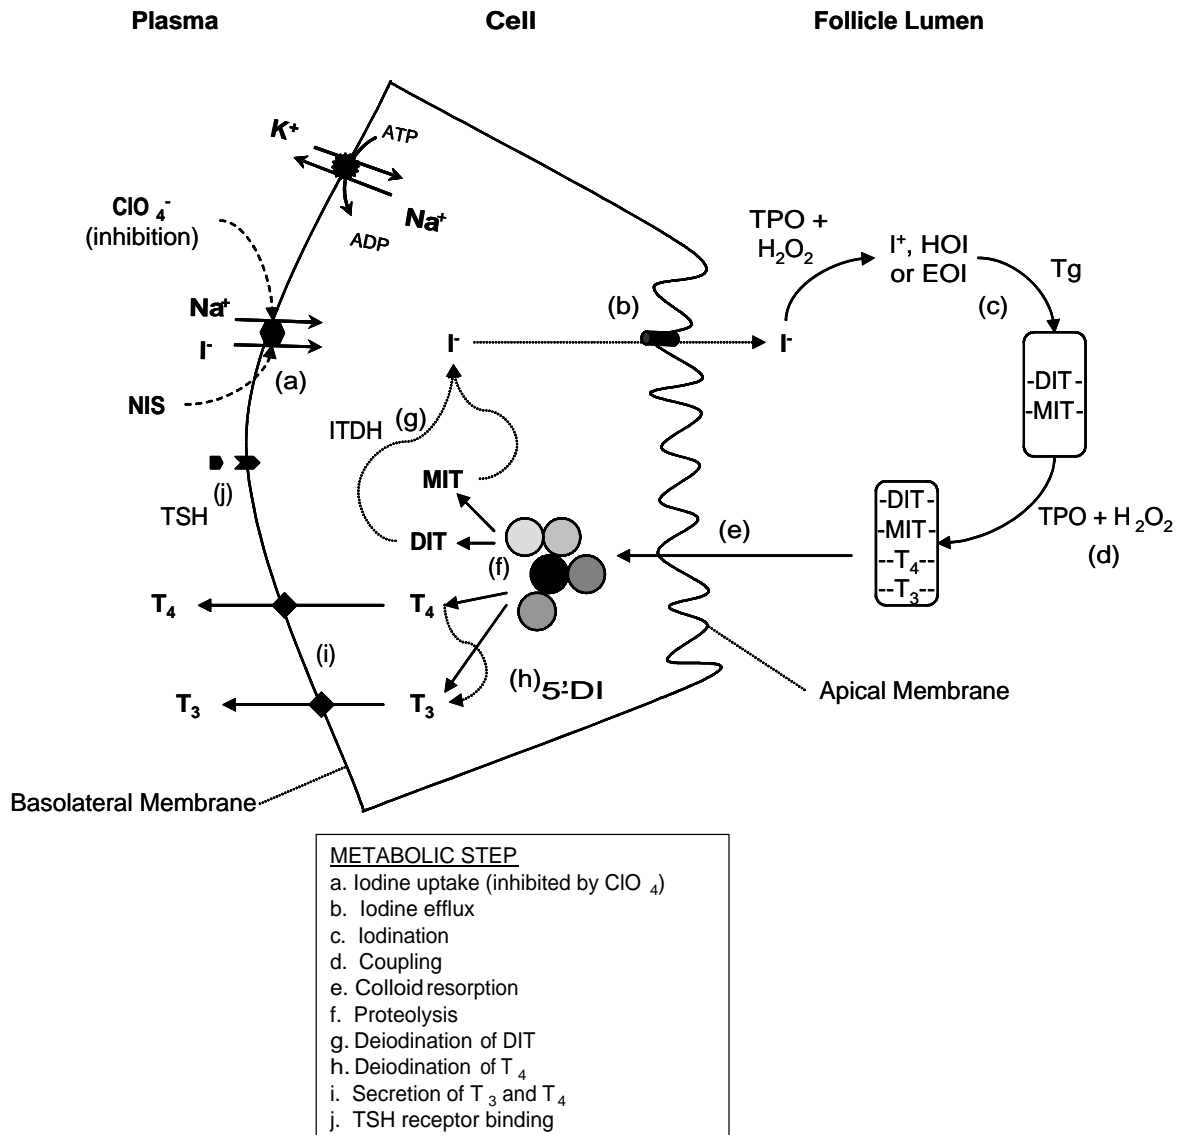 Plasma
Cell
Follicle Lumen
K+
ATP
Na+
ADP
ClO4-
(inhibition)
Na+
I-
(a)
NIS
(j)
TSH
ITDH
(g)
I-
(b)
I-
TPO +
H2O2
I+, HOI
or EOI
(c)
Tg
-DIT-
-MIT-
TPO + H2O2
(d)
-DIT-
-MIT-
--T4--
--T3--
(e)
MIT
DIT
(f)
T4
T4
(i)
(h) 5'-DI
T3
T3
Apical Membrane
Basolateral Membrane
METABOLIC STEP
a. Iodine uptake (inhibited by ClO4)
b. Iodine efflux
c. Iodination
d. Coupling
e. Colloid resorption
f. Proteolysis
g. Deiodination of DIT
h. Deiodination of T4
i. Secretion of T3 and T4
j. TSH receptor binding